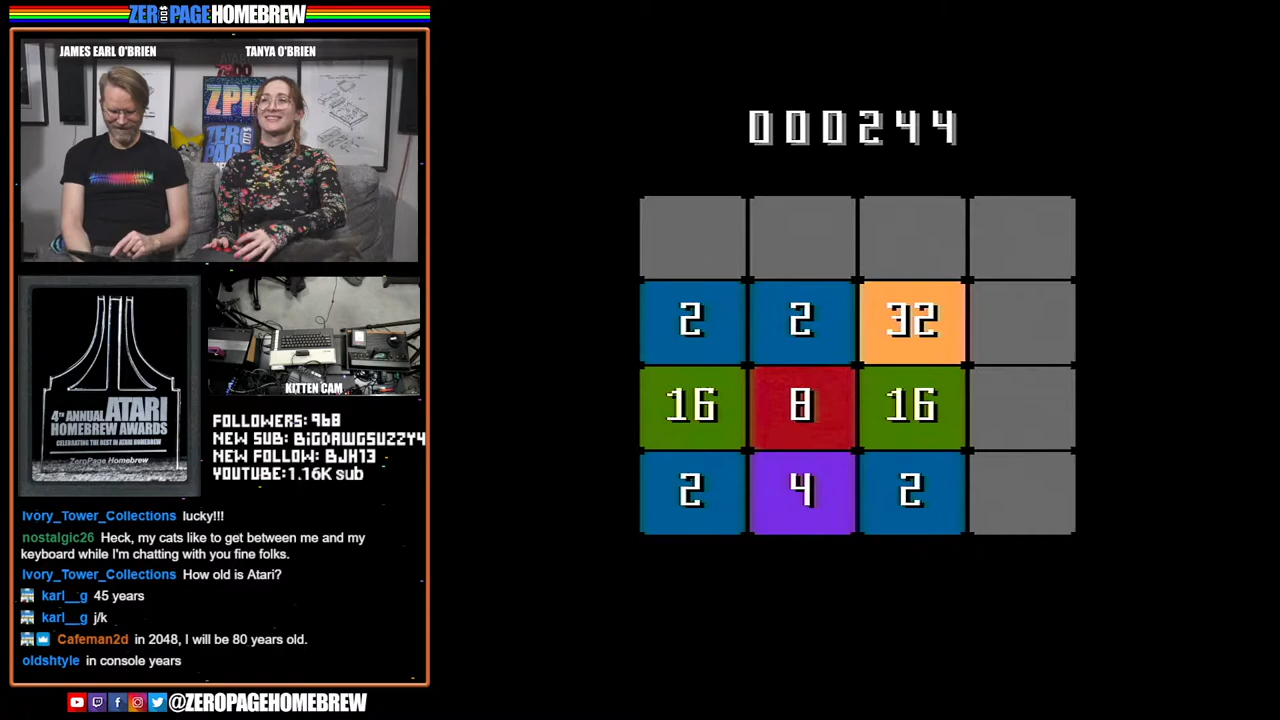 ZEROPAGE HOMEBREW
JAMES EARL O'BRIEN
TANYA O'BRIEN
ZPH
000244
2 2 32
16 8 16
2 4 2
4TH ANNUAL ATARI
HOMEBREW AWARDS
CELEBRATING THE BEST IN ATARI HOMEBREW
ZeroPage Homebrew
KITTEN CAM
FOLLOWERS: 968
NEW SUB: BIGDAWGSUZZY4
NEW FOLLOW: BJH13
YOUTUBE:1.16K sub
Ivory_Tower_Collections lucky!!!
nostalgic26 Heck, my cats like to get between me and my
keyboard while I'm chatting with you fine folks.
Ivory_Tower_Collections How old is Atari?
karl__g 45 years
karl__g j/k
Cafeman2d in 2048, I will be 80 years old.
oldshtyle in console years
@ZEROPAGEHOMEBREW